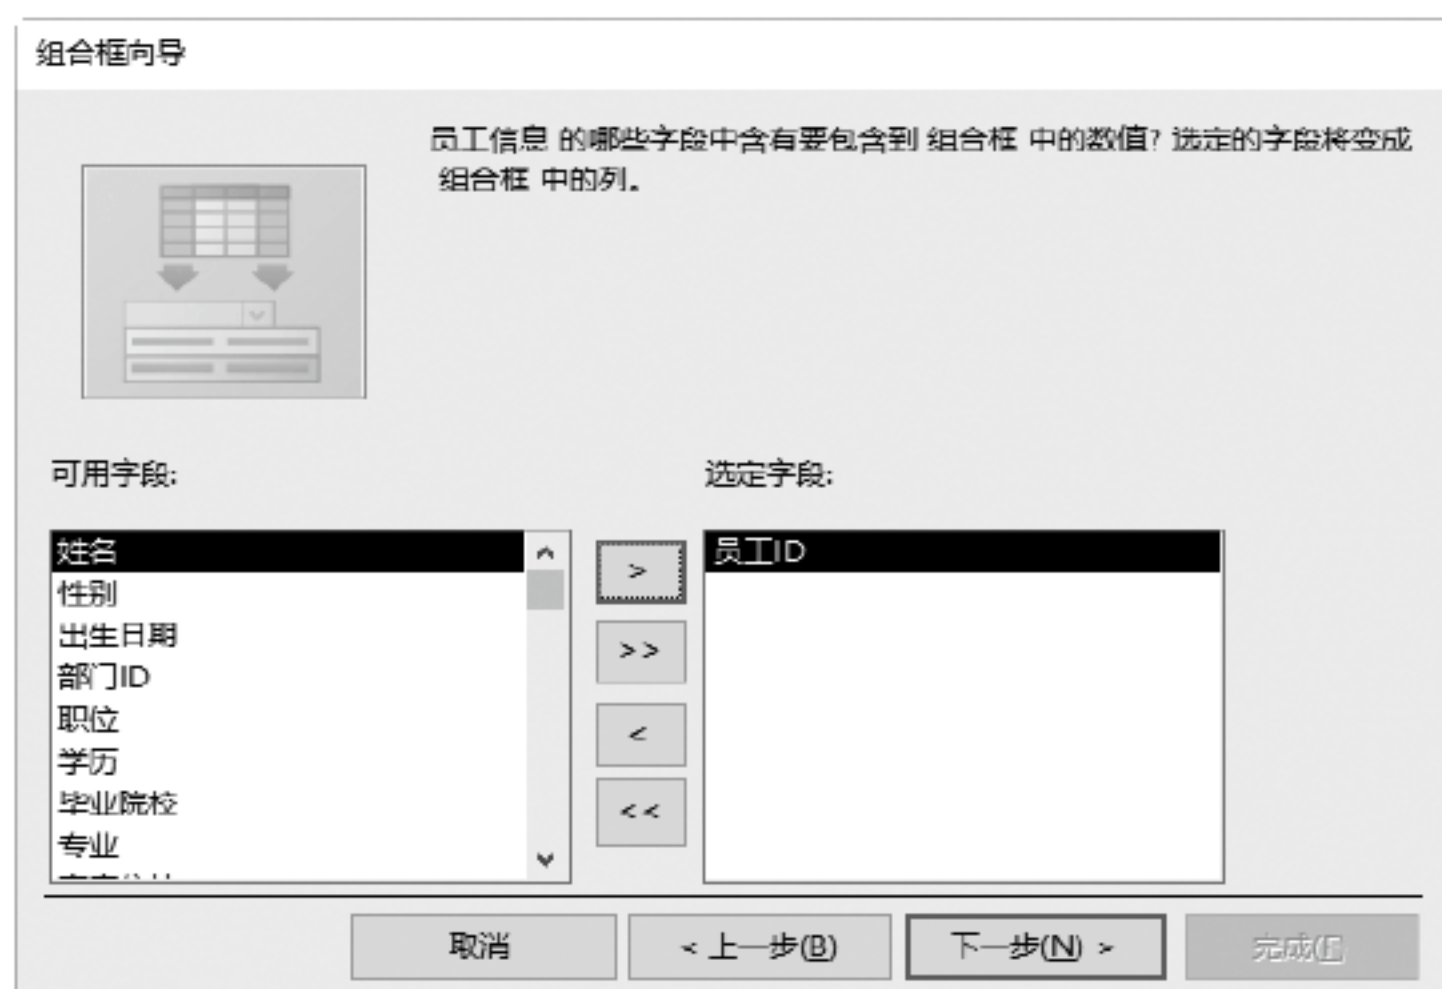 组合框向导
员工信息 的哪些字段中含有要包含到 组合框 中的数值? 选定的字段将变成
组合框 中的列。
可用字段:
选定字段:
姓名
性别
出生日期
部门ID
职位
学历
毕业院校
专业
>
>>
<
<<
员工ID
取消
< 上一步(B)
下一步(N) >
完成(F